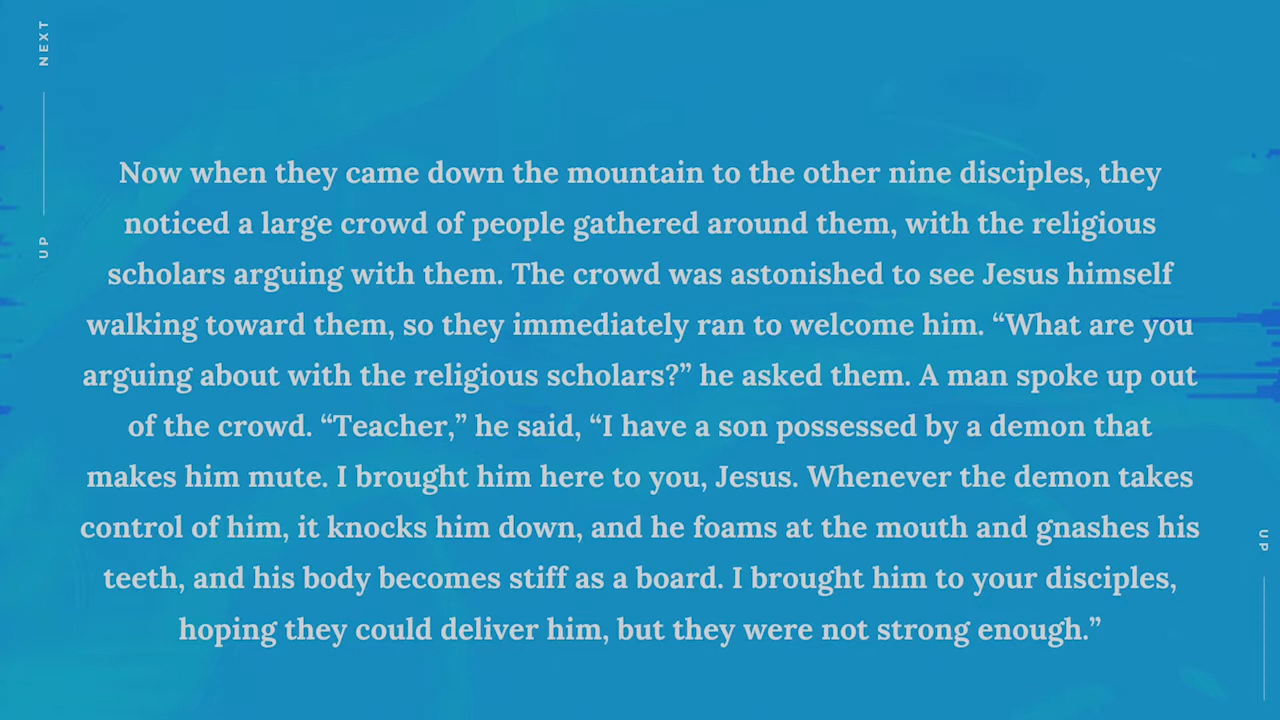 NEXT
UP
Now when they came down the mountain to the other nine disciples, they
noticed a large crowd of people gathered around them, with the religious
scholars arguing with them. The crowd was astonished to see Jesus himself
walking toward them, so they immediately ran to welcome him. “What are you
arguing about with the religious scholars?” he asked them. A man spoke up out
of the crowd. “Teacher,” he said, “I have a son possessed by a demon that
makes him mute. I brought him here to you, Jesus. Whenever the demon takes
control of him, it knocks him down, and he foams at the mouth and gnashes his
teeth, and his body becomes stiff as a board. I brought him to your disciples,
hoping they could deliver him, but they were not strong enough.”
UP